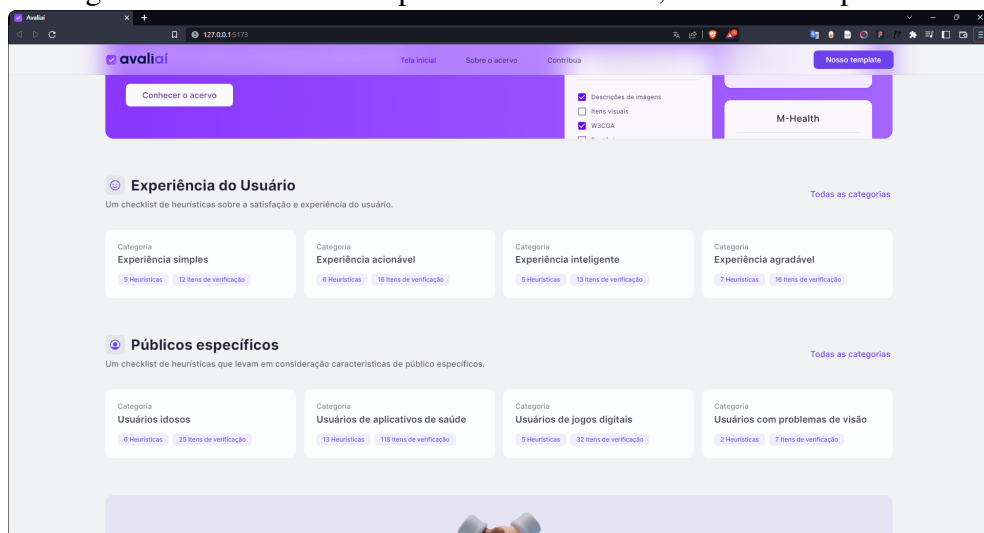 Avaliaí
127.0.0.1:5173
avaliaí
Tela inicial
Sobre o acervo
Contribua
Nosso template
Conhecer o acervo
Descrições de imagens
Itens visuais
W3CGA
M-Health
Experiência do Usuário
Um checklist de heurísticas sobre a satisfação e experiência do usuário.
Todas as categorias
Categoria
Experiência simples
5 Heurísticas 12 Itens de verificação
Categoria
Experiência acionável
6 Heurísticas 16 Itens de verificação
Categoria
Experiência inteligente
5 Heurísticas 13 Itens de verificação
Categoria
Experiência agradável
7 Heurísticas 16 Itens de verificação
Públicos específicos
Um checklist de heurísticas que levam em consideração caracteristicas de público específicos.
Todas as categorias
Categoria
Usuários idosos
6 Heurísticas 25 Itens de verificação
Categoria
Usuários de aplicativos de saúde
13 Heurísticas 118 Itens de verificação
Categoria
Usuários de jogos digitais
5 Heurísticas 32 Itens de verificação
Categoria
Usuários com problemas de visão
2 Heurísticas 7 Itens de verificação